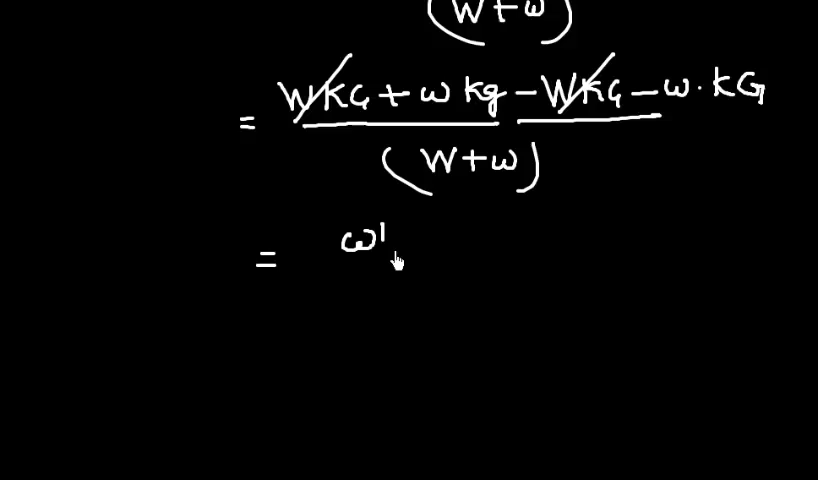 (W+ω)
= WKG + ω Kg - WKG - ω · KG
(W+ω)
= ω